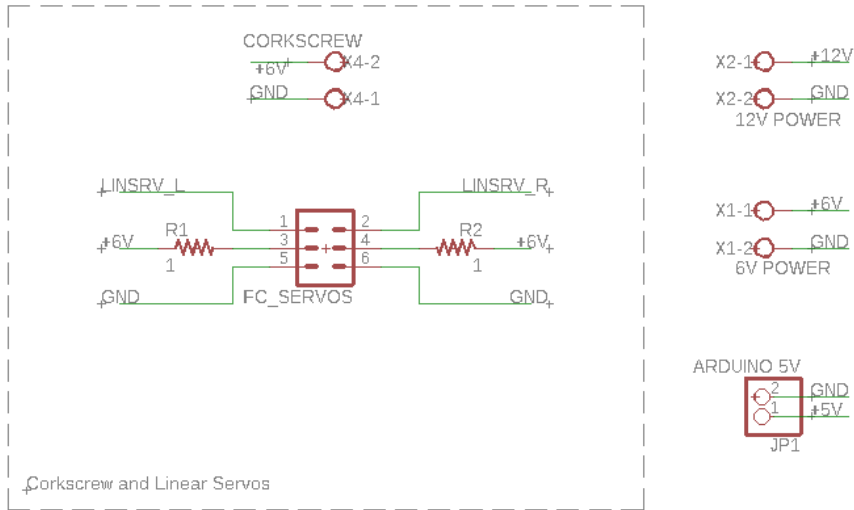 CORKSCREW
+6V X4-2
GND X4-1
LINSRV_L LINSRV_R
1 2
+6V R1 3 4 R2 +6V
1 5 6 1
GND FC_SERVOS GND
Corkscrew and Linear Servos
X2-1 +12V
X2-2 GND
12V POWER
X1-1 +6V
X1-2 GND
6V POWER
ARDUINO 5V
2 GND
1 +5V
JP1